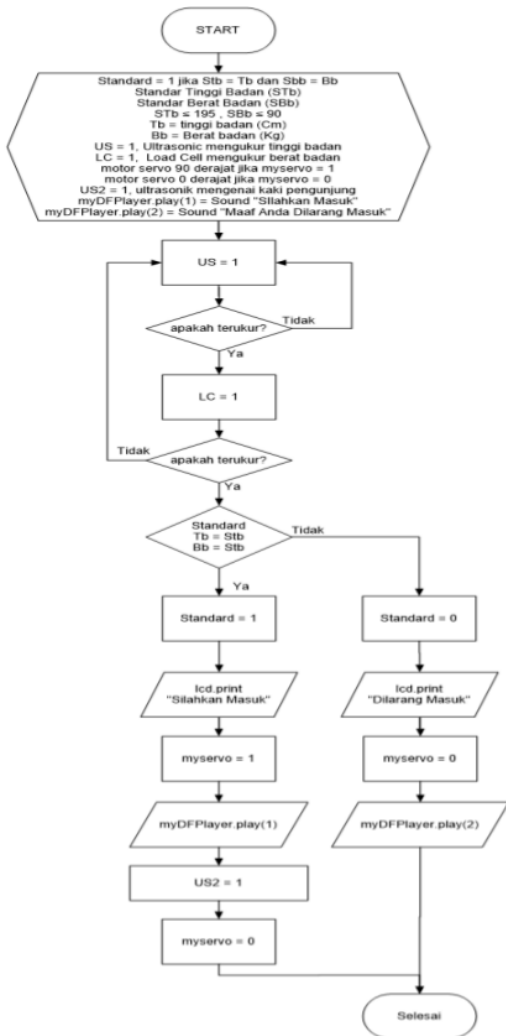 START
Standard = 1 jika Stb = Tb dan Sbb = Bb
Standar Tinggi Badan (STb)
Standar Berat Badan (SBb)
STb ≤ 195 , SBb ≤ 90
Tb = tinggi badan (Cm)
Bb = Berat badan (Kg)
US = 1, Ultrasonic mengukur tinggi badan
LC = 1, Load Cell mengukur berat badan
motor servo 90 derajat jika myservo = 1
motor servo 0 derajat jika myservo = 0
US2 = 1, ultrasonik mengenai kaki pengunjung
myDFPlayer.play(1) = Sound "SIlahkan Masuk"
myDFPlayer.play(2) = Sound "Maaf Anda Dilarang Masuk"
US = 1
apakah terukur?
Tidak
Ya
LC = 1
Tidak
apakah terukur?
Ya
Standard
Tb = Stb
Bb = Stb
Tidak
Ya
Standard = 1
Standard = 0
lcd.print
"Silahkan Masuk"
lcd.print
"Dilarang Masuk"
myservo = 1
myservo = 0
myDFPlayer.play(1)
myDFPlayer.play(2)
US2 = 1
myservo = 0
Selesai